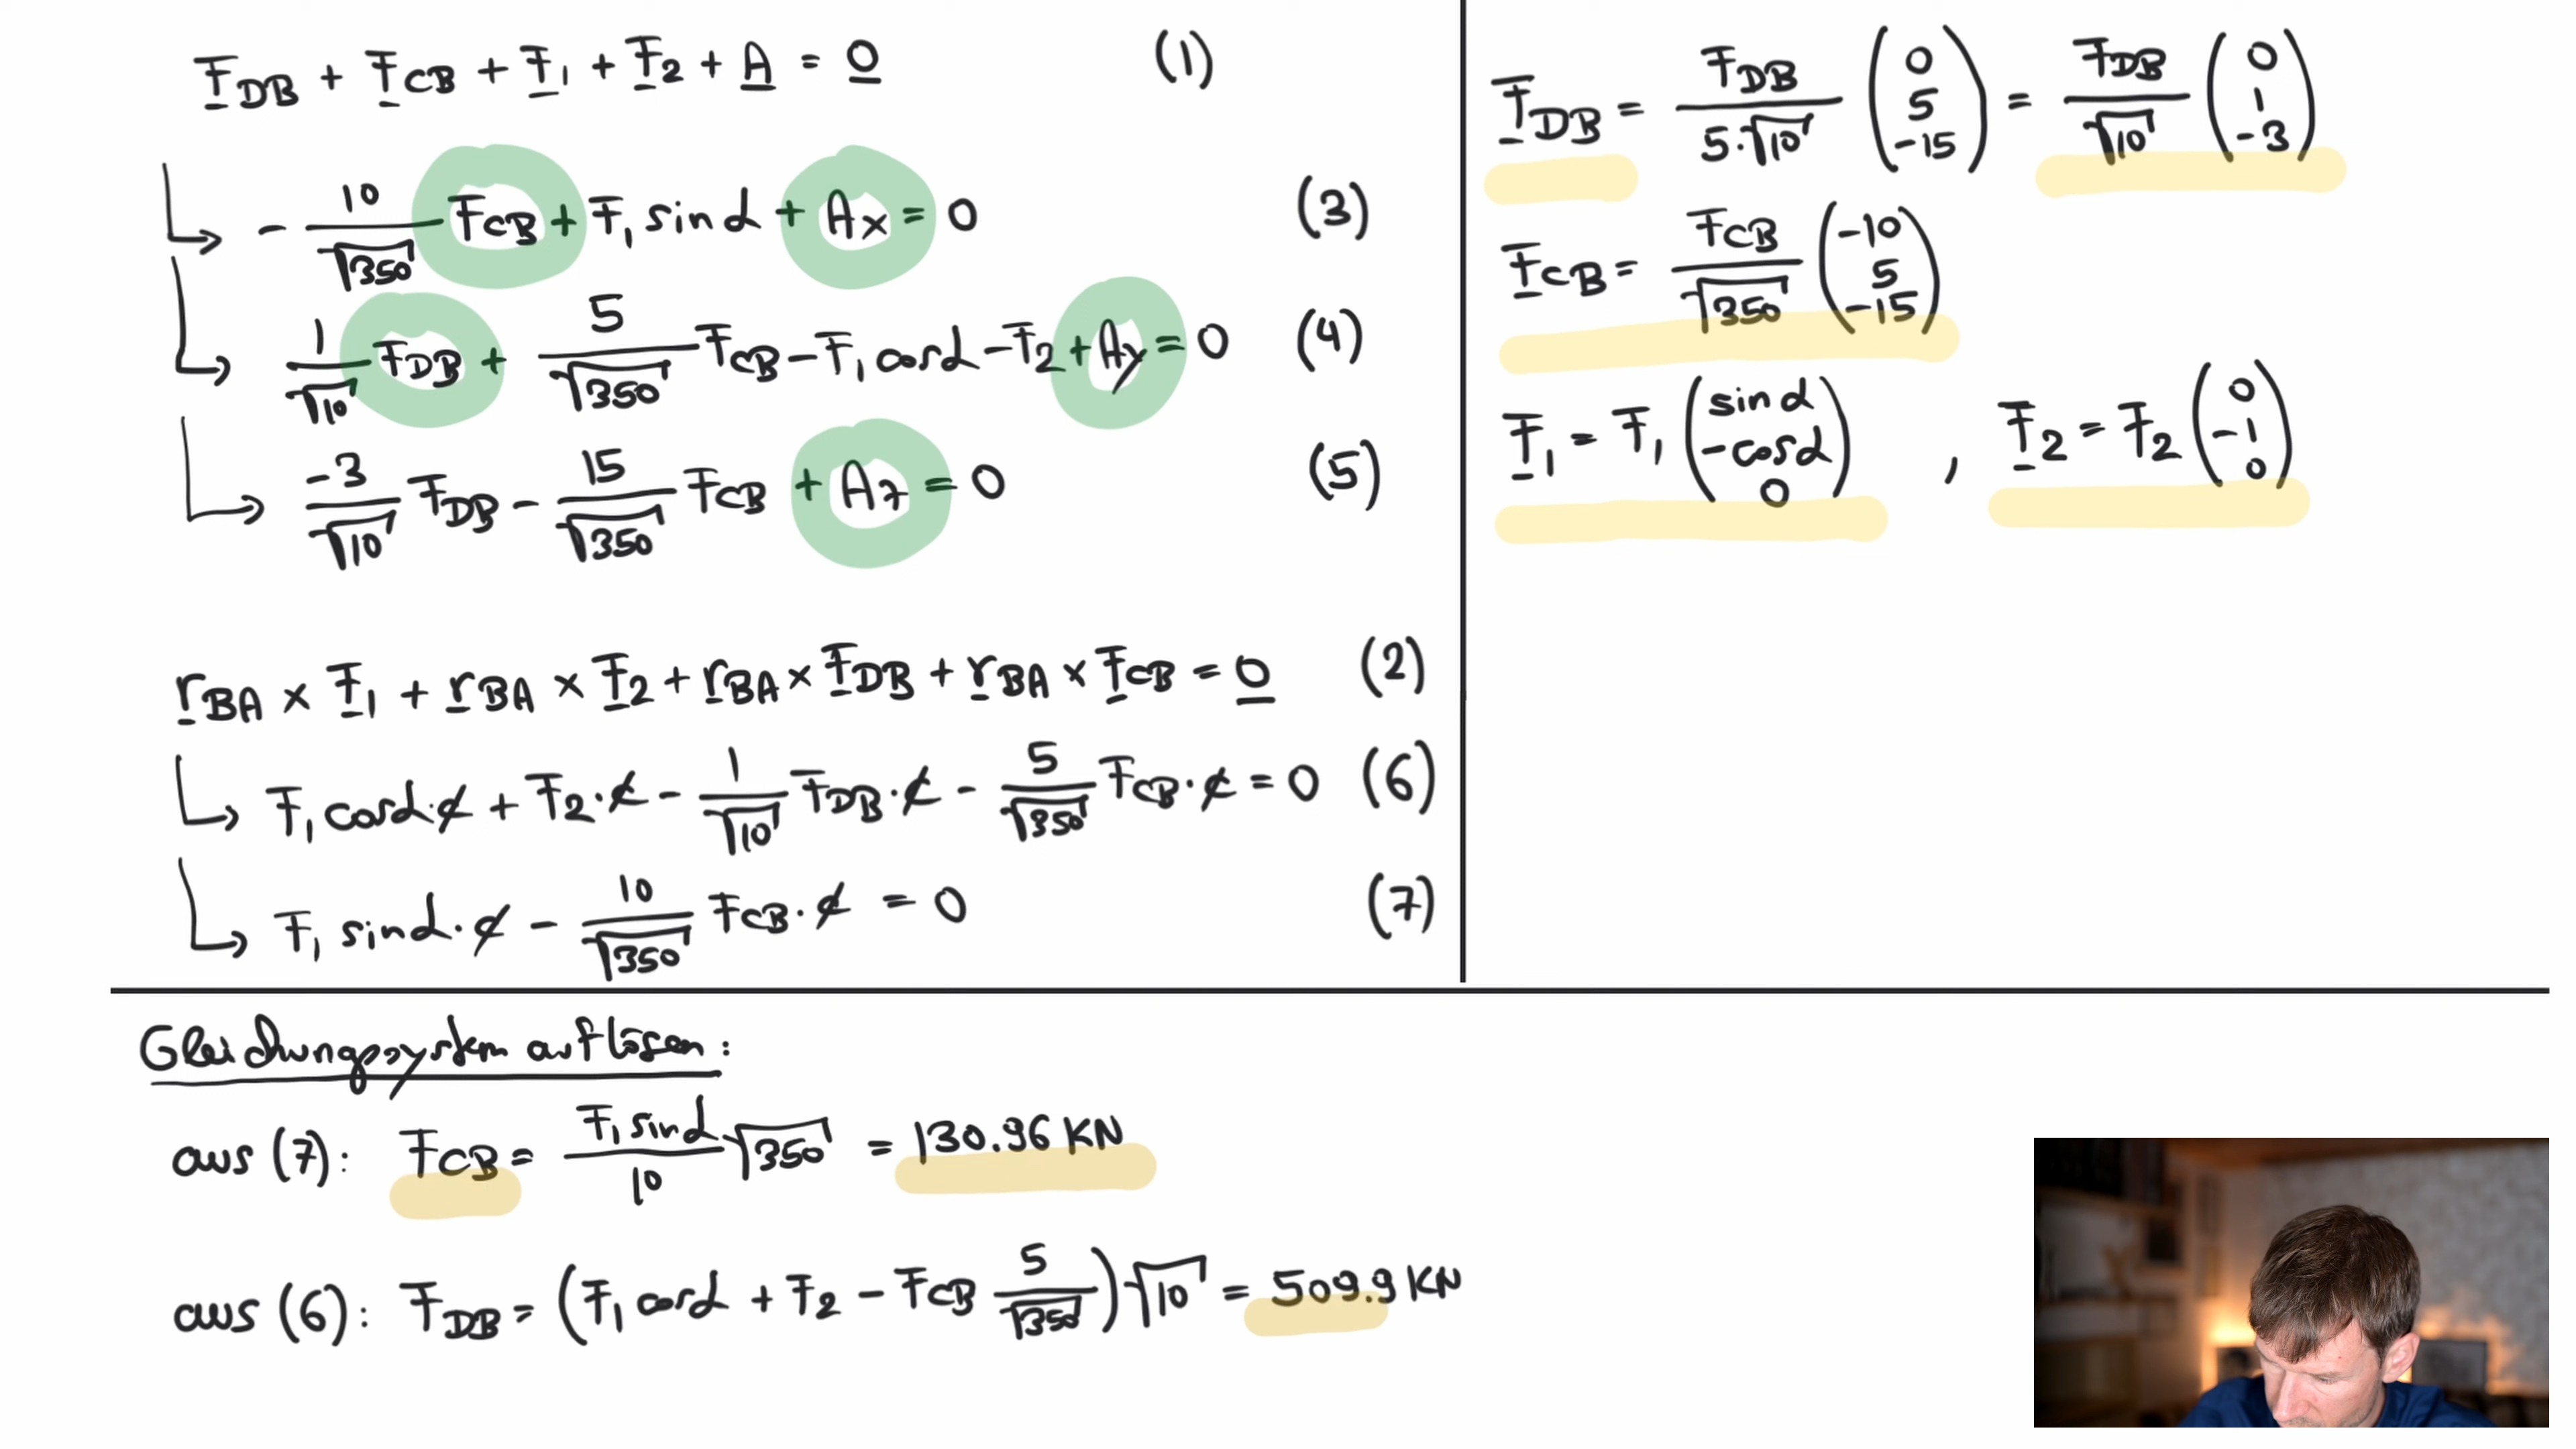 F_DB + F_CB + F_1 + F_2 + A = 0 (1)
- 10/√350 F_CB + F_1 sin α + A_x = 0 (3)
1/√10 F_DB + 5/√350 F_CB - F_1 cos α - F_2 + A_y = 0 (4)
-3/√10 F_DB - 15/√350 F_CB + A_z = 0 (5)
r_BA × F_1 + r_BA × F_2 + r_BA × F_DB + r_BA × F_CB = 0 (2)
F_1 cos α · ℓ + F_2 · ℓ - 1/√10 F_DB · ℓ - 5/√350 F_CB · ℓ = 0 (6)
F_1 sin α · ℓ - 10/√350 F_CB · ℓ = 0 (7)
F_DB = F_DB/(5·√10) (0 5 -15) = F_DB/√10 (0 1 -3)
F_CB = F_CB/√350 (-10 5 -15)
F_1 = F_1 (sin α -cos α 0) , F_2 = F_2 (0 -1 0)
Gleichungssystem auflösen:
aus (7): F_CB = F_1 sin α/10 √350 = 130.96 KN
aus (6): F_DB = (F_1 cos α + F_2 - F_CB 5/√350) √10 = 509.9 KN